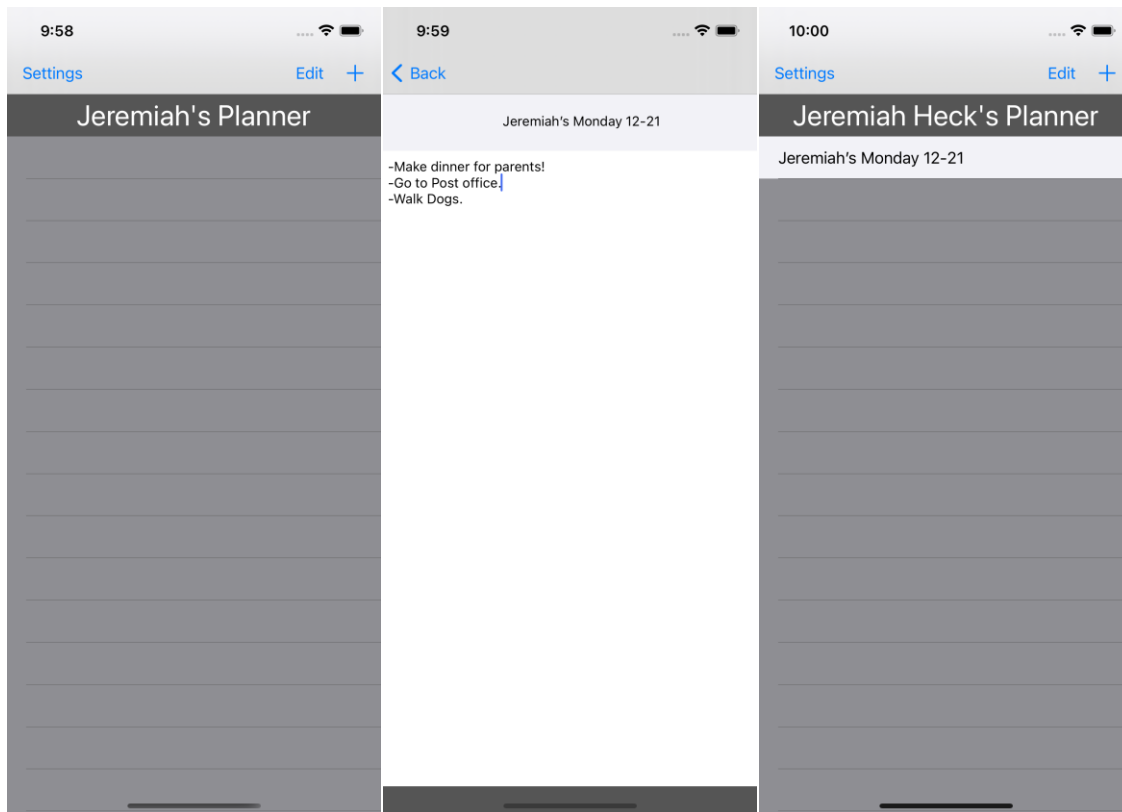 9:58
Settings
Edit +
Jeremiah's Planner
9:59
Back
Jeremiah's Monday 12-21
-Make dinner for parents!
-Go to Post office.
-Walk Dogs.
10:00
Settings
Edit +
Jeremiah Heck's Planner
Jeremiah's Monday 12-21